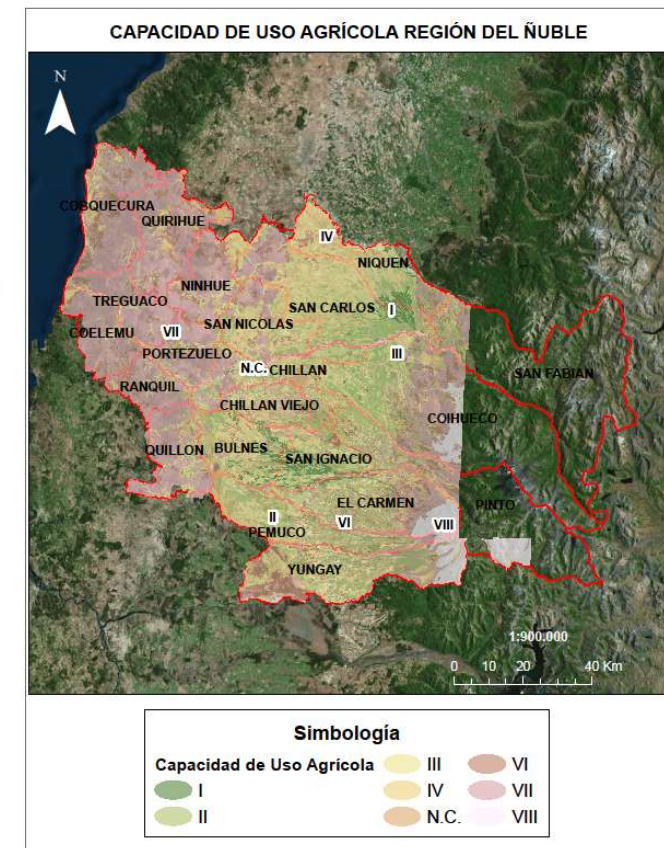 CAPACIDAD DE USO AGRÍCOLA REGIÓN DEL ÑUBLE
N
COBQUECURA
QUIRIHUE
IV
NIQUEN
NINHUE
TREGUACO
SAN CARLOS
I
COELEMU
VII
SAN NICOLAS
PORTEZUELO
III
N.C.
CHILLAN
SAN FABIAN
RANQUIL
CHILLAN VIEJO
COIHUECO
QUILLON
BULNES
SAN IGNACIO
EL CARMEN
PINTO
II
VI
VIII
PEMUCO
YUNGAY
1:900.000
0 10 20 40 Km
Simbología
Capacidad de Uso Agrícola
I
II
III
IV
N.C.
VI
VII
VIII